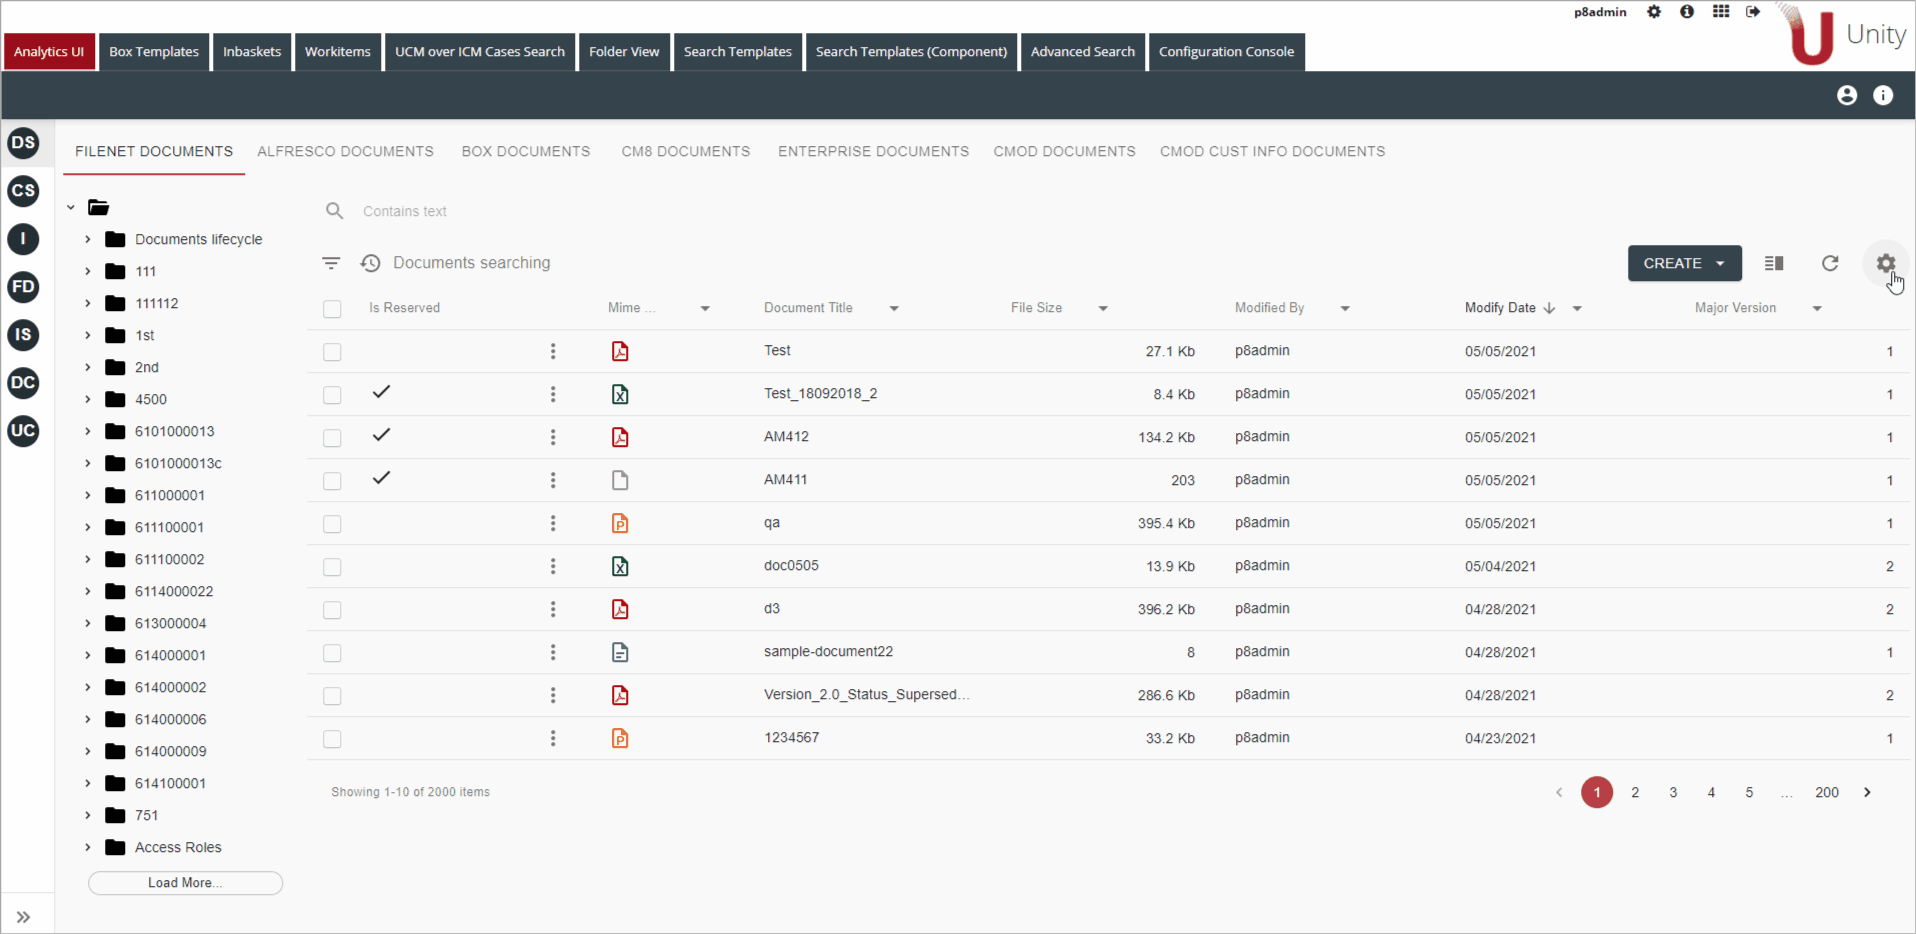 p8admin
Unity
Analytics UI Box Templates Inbaskets Workitems UCM over ICM Cases Search Folder View Search Templates Search Templates (Component) Advanced Search Configuration Console
DS
CS
I
FD
IS
DC
UC
FILENET DOCUMENTS ALFRESCO DOCUMENTS BOX DOCUMENTS CM8 DOCUMENTS ENTERPRISE DOCUMENTS CMOD DOCUMENTS CMOD CUST INFO DOCUMENTS
Documents lifecycle
111
111112
1st
2nd
4500
6101000013
6101000013c
611000001
611100001
611100002
6114000022
613000004
614000001
614000002
614000006
614000009
614100001
751
Access Roles
Load More...
Contains text
Documents searching
CREATE
Is Reserved Mime ... Document Title File Size Modified By Modify Date Major Version
Test 27.1 Kb p8admin 05/05/2021 1
Test_18092018_2 8.4 Kb p8admin 05/05/2021 1
AM412 134.2 Kb p8admin 05/05/2021 1
AM411 203 p8admin 05/05/2021 1
qa 395.4 Kb p8admin 05/05/2021 1
doc0505 13.9 Kb p8admin 05/04/2021 2
d3 396.2 Kb p8admin 04/28/2021 2
sample-document22 8 p8admin 04/28/2021 1
Version_2.0_Status_Supersed... 286.6 Kb p8admin 04/28/2021 2
1234567 33.2 Kb p8admin 04/23/2021 1
Showing 1-10 of 2000 items
1 2 3 4 5 ... 200